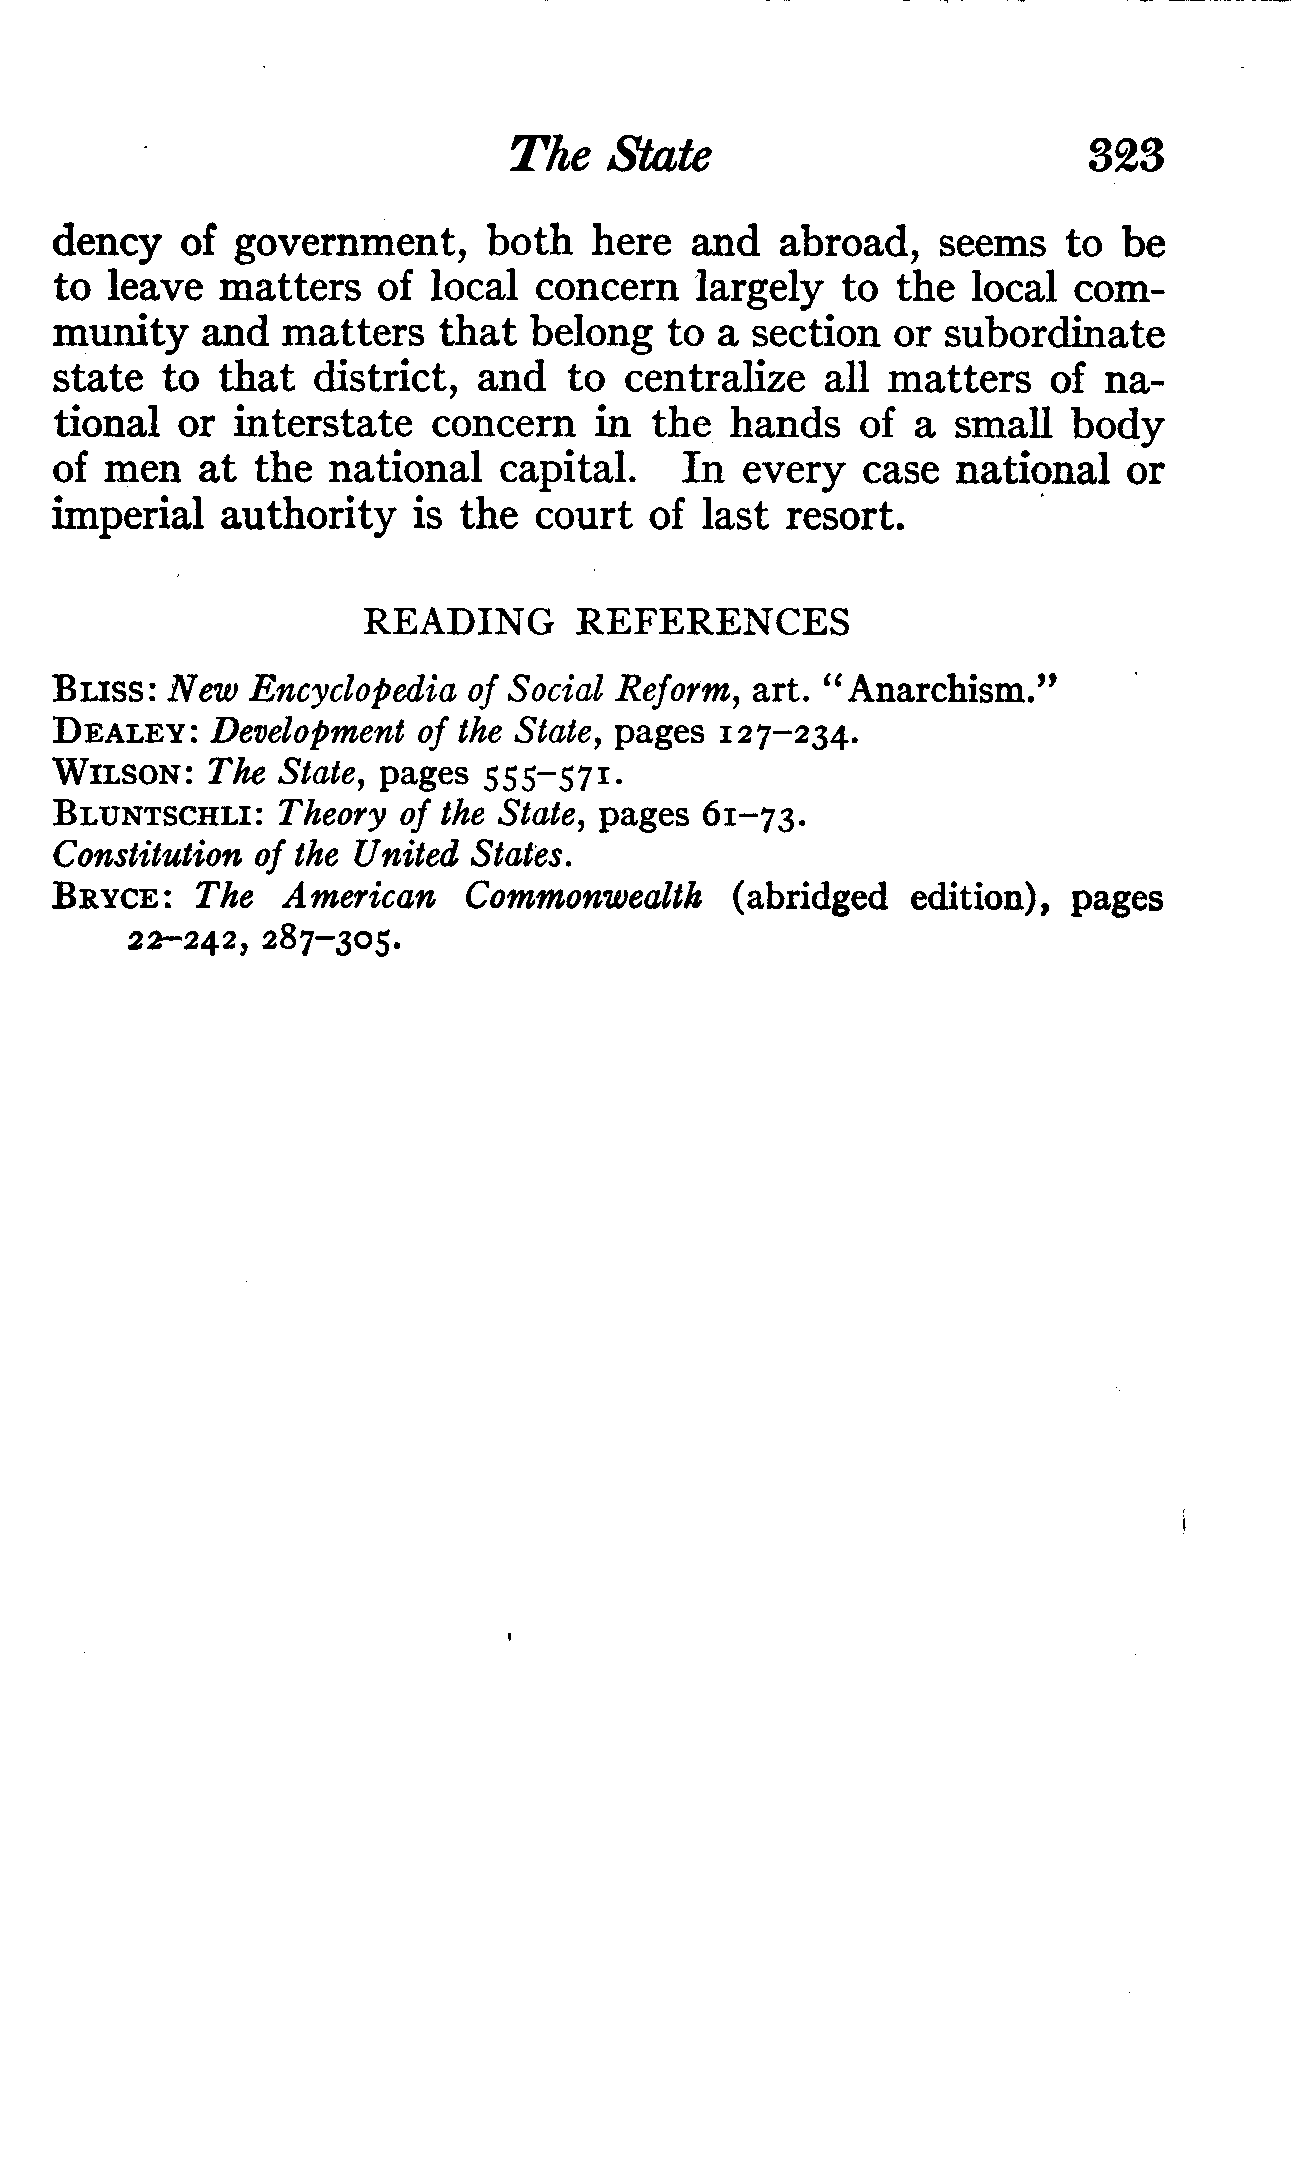 The State 323
dency of government, both here and abroad, seems to be
to leave matters of local concern largely to the local com-
munity and matters that belong to a section or subordinate
state to that district, and to centralize all matters of na-
tional or interstate concern in the hands of a small body
of men at the national capital. In every case national or
imperial authority is the court of last resort.
READING REFERENCES
BLISS: New Encyclopedia of Social Reform, art. "Anarchism."
DEALEY: Development of the State, pages 127–234.
WILSON: The State, pages 555–571.
BLUNTSCHLI: Theory of the State, pages 61–73.
Constitution of the United States.
BRYCE: The American Commonwealth (abridged edition), pages
22–242, 287–305.